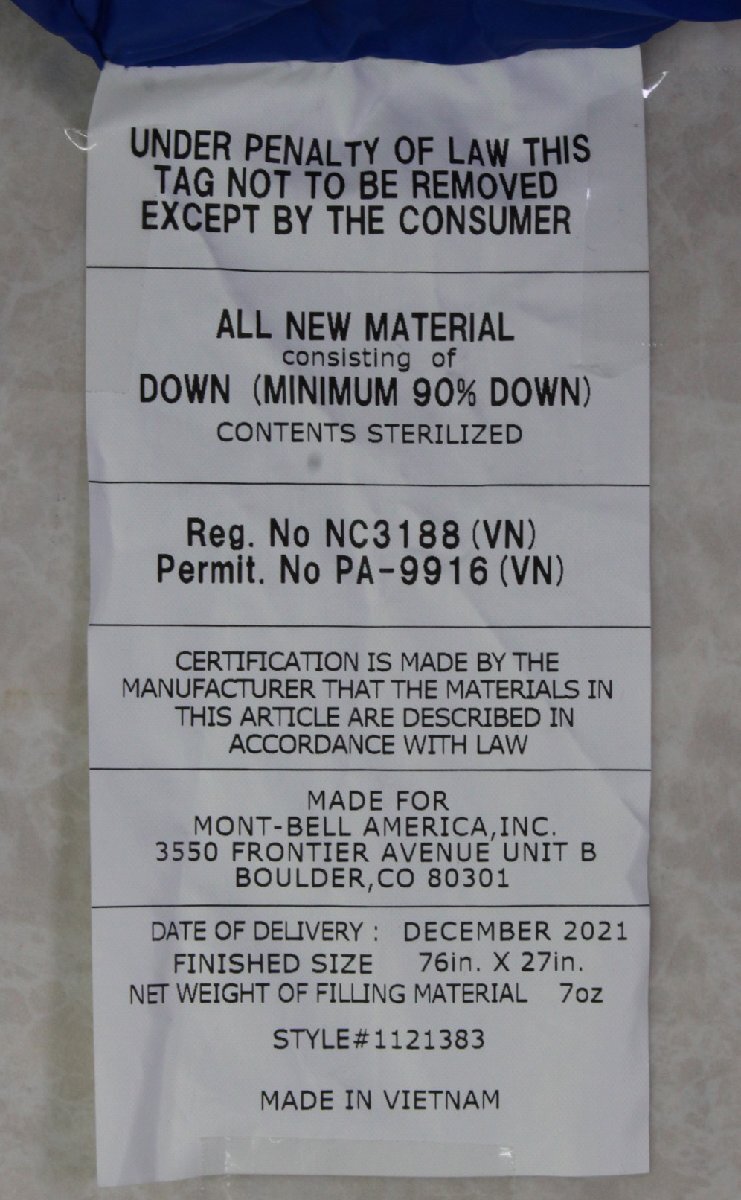 UNDER PENALTY OF LAW THIS
TAG NOT TO BE REMOVED
EXCEPT BY THE CONSUMER
ALL NEW MATERIAL
consisting of
DOWN (MINIMUM 90% DOWN)
CONTENTS STERILIZED
Reg. No NC3188 (VN)
Permit. No PA-9916 (VN)
CERTIFICATION IS MADE BY THE
MANUFACTURER THAT THE MATERIALS IN
THIS ARTICLE ARE DESCRIBED IN
ACCORDANCE WITH LAW
MADE FOR
MONT-BELL AMERICA,INC.
3550 FRONTIER AVENUE UNIT B
BOULDER,CO 80301
DATE OF DELIVERY : DECEMBER 2021
FINISHED SIZE 76in. X 27in.
NET WEIGHT OF FILLING MATERIAL 7oz
STYLE#1121383
MADE IN VIETNAM